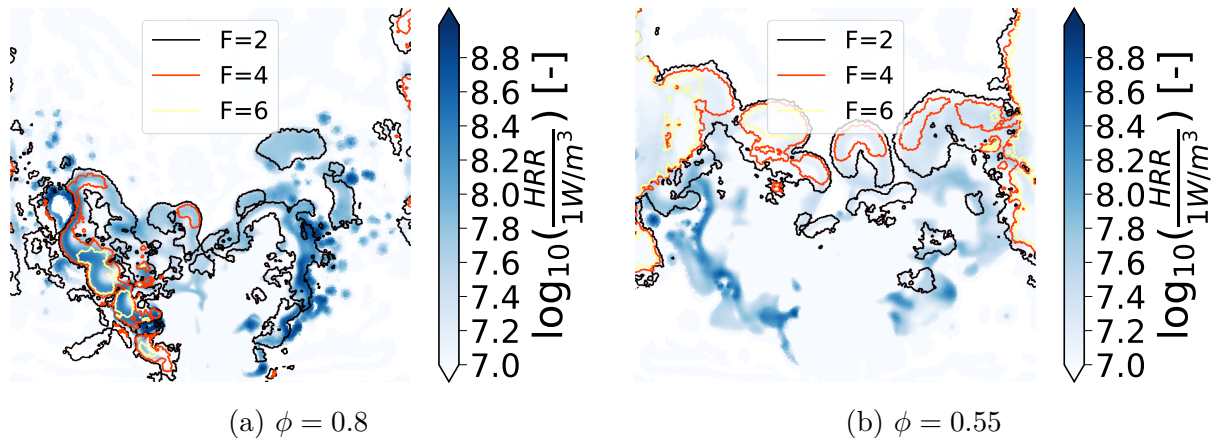 F=2
F=4
F=6
8.8
8.6
8.4
8.2
8.0
7.8
7.6
7.4
7.2
7.0
log10(HRR/1W/m^3) [-]
F=2
F=4
F=6
8.8
8.6
8.4
8.2
8.0
7.8
7.6
7.4
7.2
7.0
log10(HRR/1W/m^3) [-]
(a) ϕ = 0.8
(b) ϕ = 0.55